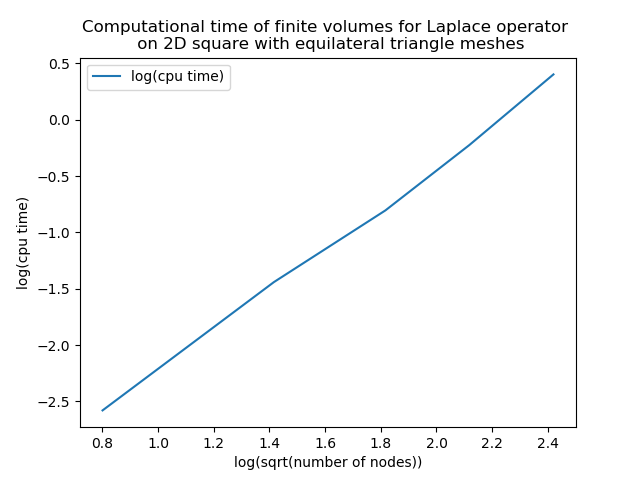 Computational time of finite volumes for Laplace operator
on 2D square with equilateral triangle meshes
log(cpu time)
0.5
0.0
−0.5
−1.0
−1.5
−2.0
−2.5
log(cpu time)
0.8 1.0 1.2 1.4 1.6 1.8 2.0 2.2 2.4
log(sqrt(number of nodes))